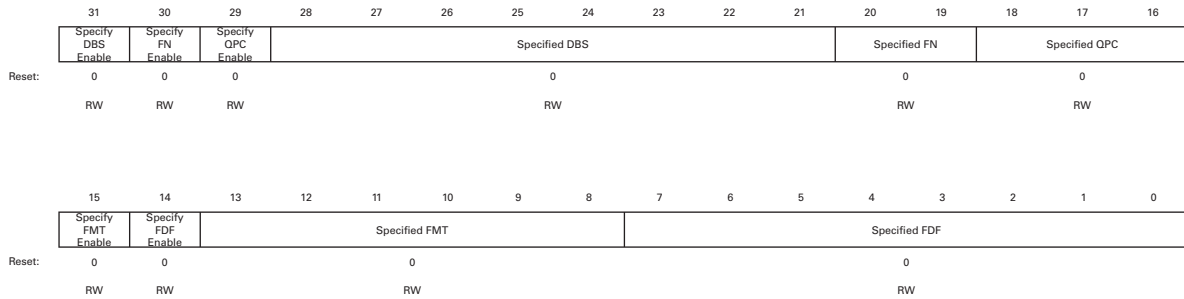 31 30 29 28 27 26 25 24 23 22 21 20 19 18 17 16
Specify DBS Enable Specify FN Enable Specify QPC Enable Specified DBS Specified FN Specified QPC
Reset: 0 0 0 0 0 0
RW RW RW RW RW RW
15 14 13 12 11 10 9 8 7 6 5 4 3 2 1 0
Specify FMT Enable Specify FDF Enable Specified FMT Specified FDF
Reset: 0 0 0 0
RW RW RW RW